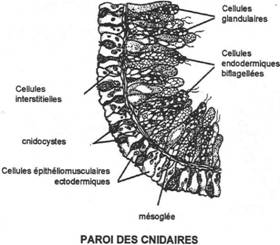 Cellules
glandulaires
Cellules
endodermiques
biflagellées
Cellules
interstitielles
cnidocystes
Cellules épithéliomusculaires
ectodermiques
mésoglée
PAROI DES CNIDAIRES